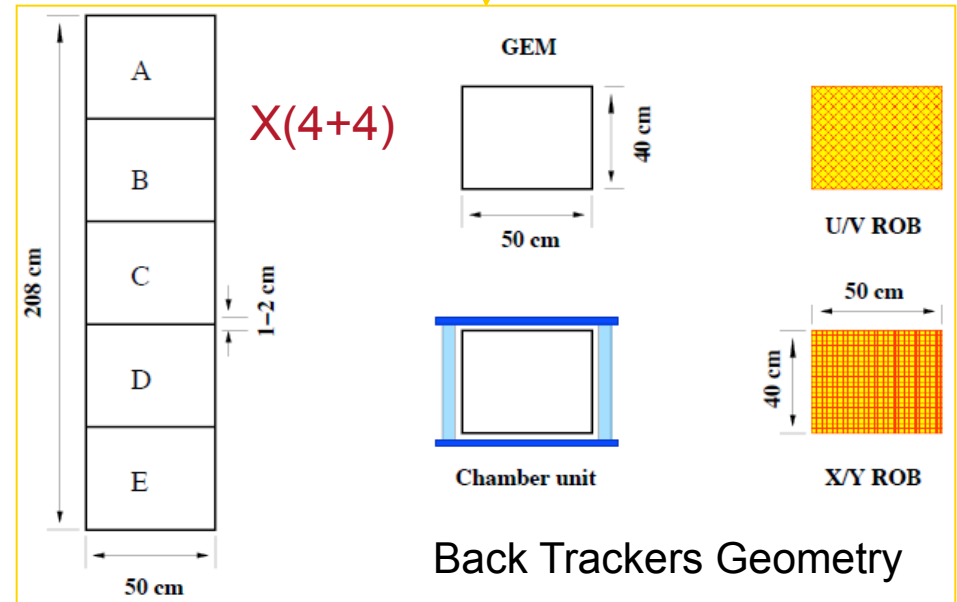 A
B
C
D
E
208 cm
50 cm
1–2 cm
X(4+4)
GEM
40 cm
50 cm
Chamber unit
U/V ROB
50 cm
40 cm
X/Y ROB
Back Trackers Geometry